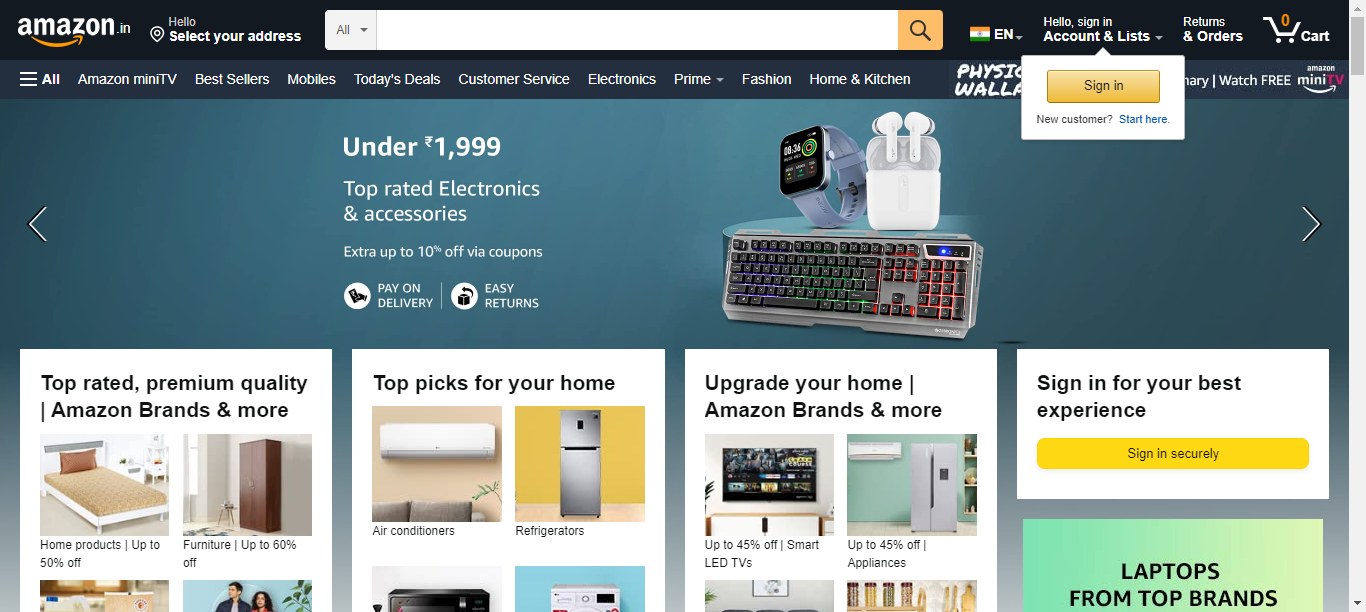 amazon.in
Hello
Select your address
All
EN
Hello, sign in
Account & Lists
Returns
& Orders
0
Cart
All
Amazon miniTV
Best Sellers
Mobiles
Today's Deals
Customer Service
Electronics
Prime
Fashion
Home & Kitchen
PHYSIC
WALLA
nary | Watch FREE
amazon
miniTV
Sign in
New customer? Start here.
Under ₹1,999
Top rated Electronics
& accessories
Extra up to 10% off via coupons
PAY ON
DELIVERY
EASY
RETURNS
08:36
Top rated, premium quality
| Amazon Brands & more
Home products | Up to
50% off
Furniture | Up to 60%
off
Top picks for your home
Air conditioners
Refrigerators
Upgrade your home |
Amazon Brands & more
Up to 45% off | Smart
LED TVs
Up to 45% off |
Appliances
Sign in for your best
experience
Sign in securely
LAPTOPS
FROM TOP BRANDS